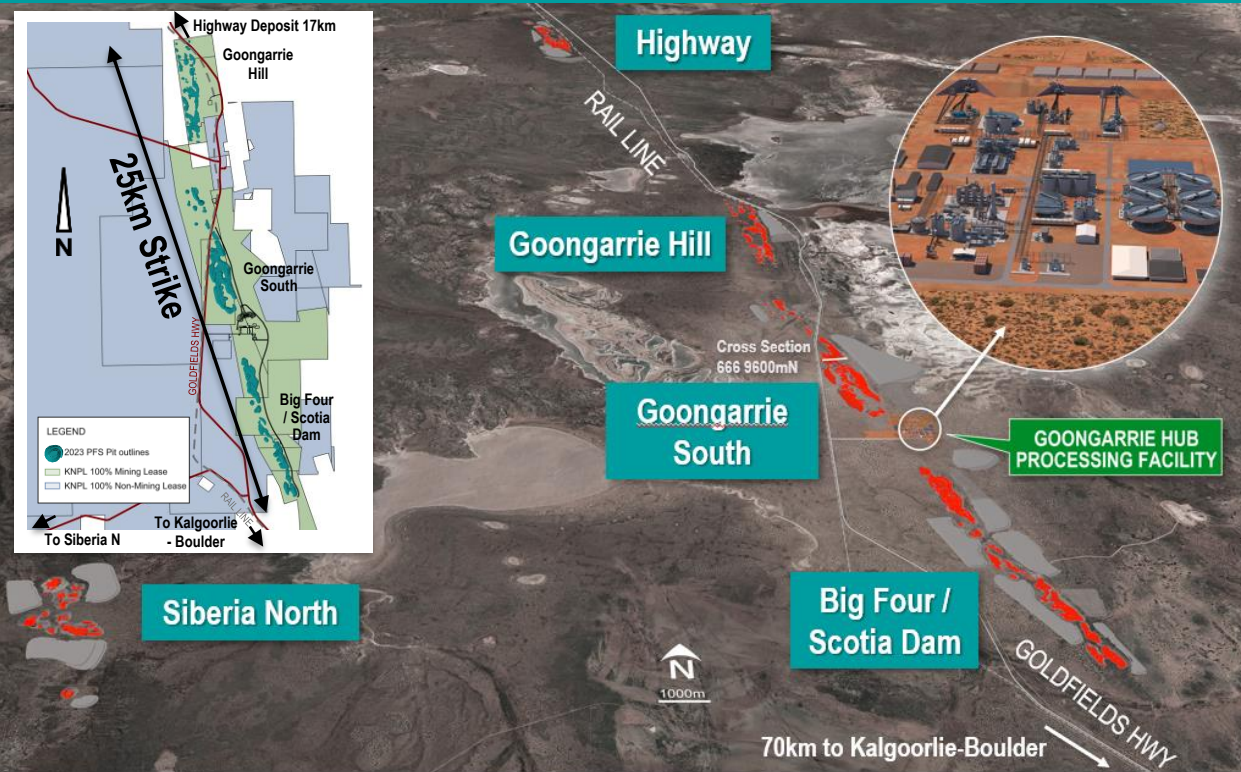 Highway Deposit 17km
Goongarrie
Hill
25km Strike
N
Goongarrie
South
GOLDFIELDS HWY
Big Four
/ Scotia
Dam
LEGEND
2023 PFS Pit outlines
KNPL 100% Mining Lease
KNPL 100% Non-Mining Lease
RAIL LINE
To Siberia N
To Kalgoorlie
- Boulder
Highway
RAIL LINE
Goongarrie Hill
Cross Section
666 9600mN
Goongarrie
South
GOONGARRIE HUB
PROCESSING FACILITY
Siberia North
Big Four /
Scotia Dam
N
1000m
GOLDFIELDS HWY
70km to Kalgoorlie-Boulder